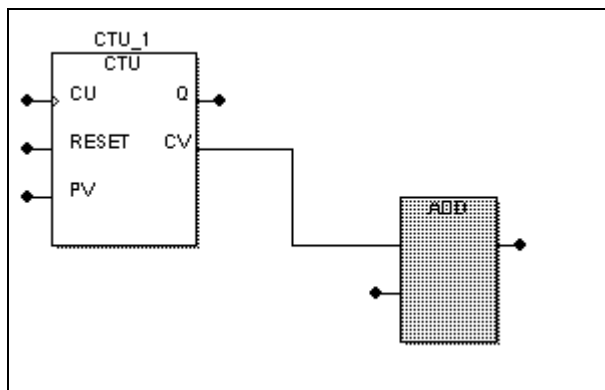 CTU_1
CTU
CU Q
RESET CV
PV
ADD